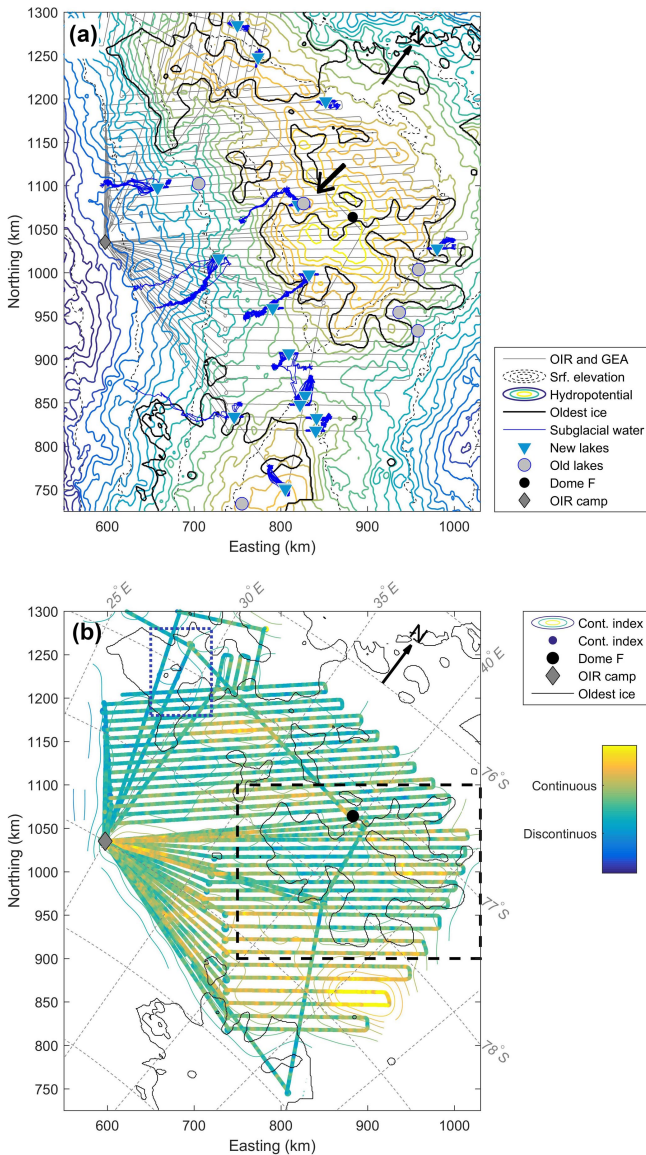 (a)
N
1300
1250
1200
1150
1100
1050
1000
950
900
850
800
750
Northing (km)
600
700
800
900
1000
Easting (km)
OIR and GEA
Srf. elevation
Hydropotential
Oldest ice
Subglacial water
New lakes
Old lakes
Dome F
OIR camp
(b)
N
25°E
30°E
35°E
40°E
76°S
77°S
78°S
1300
1250
1200
1150
1100
1050
1000
950
900
850
800
750
Northing (km)
600
700
800
900
1000
Easting (km)
Cont. index
Cont. index
Dome F
OIR camp
Oldest ice
Continuous
Discontinuos